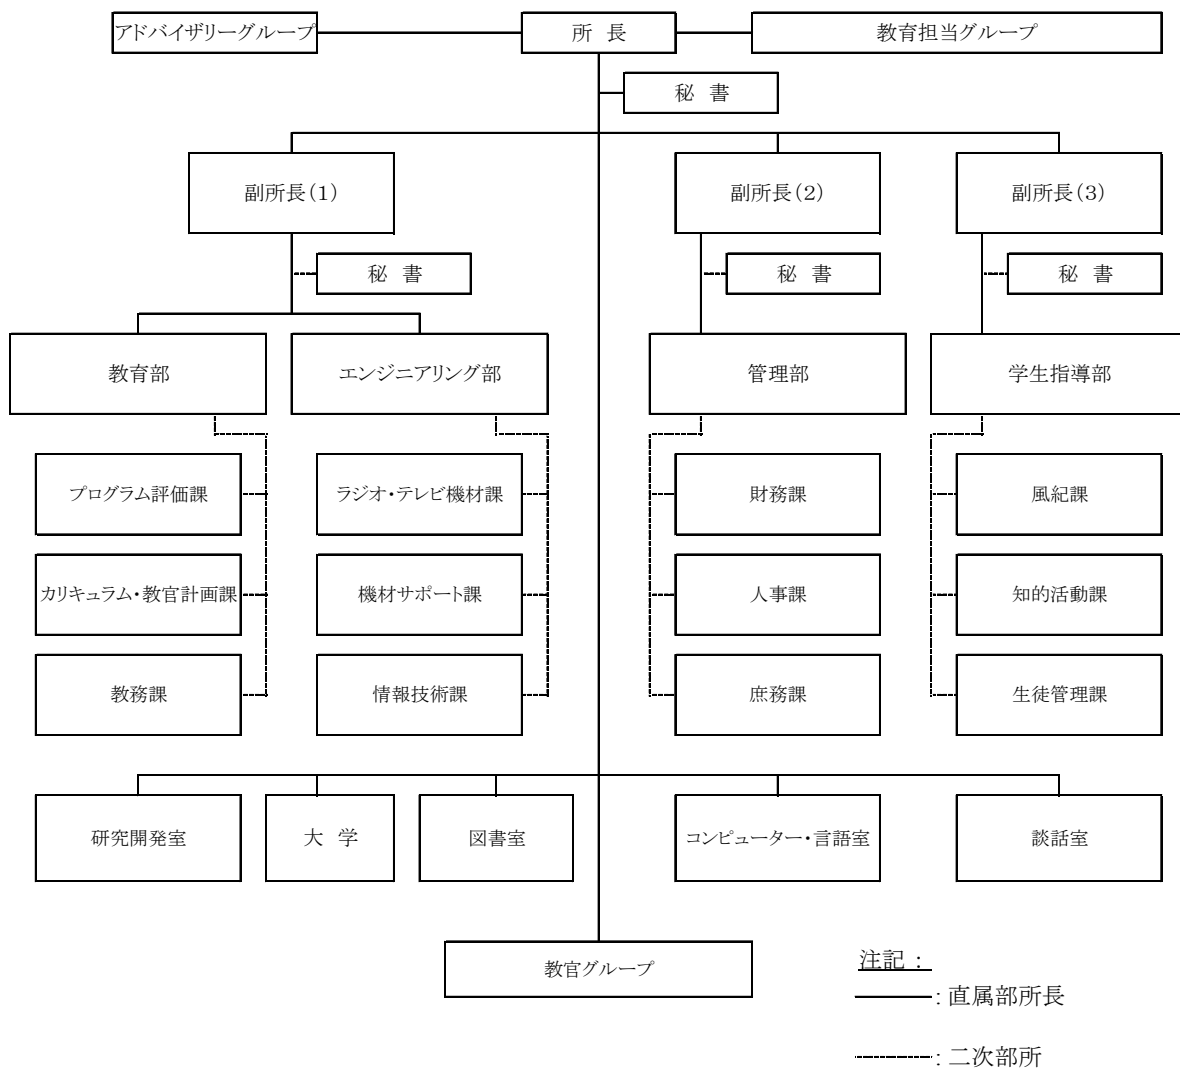 アドバイザリーグループ
所 長
教育担当グループ
秘 書
副所長(1)
副所長(2)
副所長(3)
秘 書
秘 書
秘 書
教育部
エンジニアリング部
管理部
学生指導部
プログラム評価課
ラジオ・テレビ機材課
財務課
風紀課
カリキュラム・教官計画課
機材サポート課
人事課
知的活動課
教務課
情報技術課
庶務課
生徒管理課
研究開発室
大 学
図書室
コンピューター・言語室
談話室
教官グループ
注記 :
: 直属部所長
: 二次部所